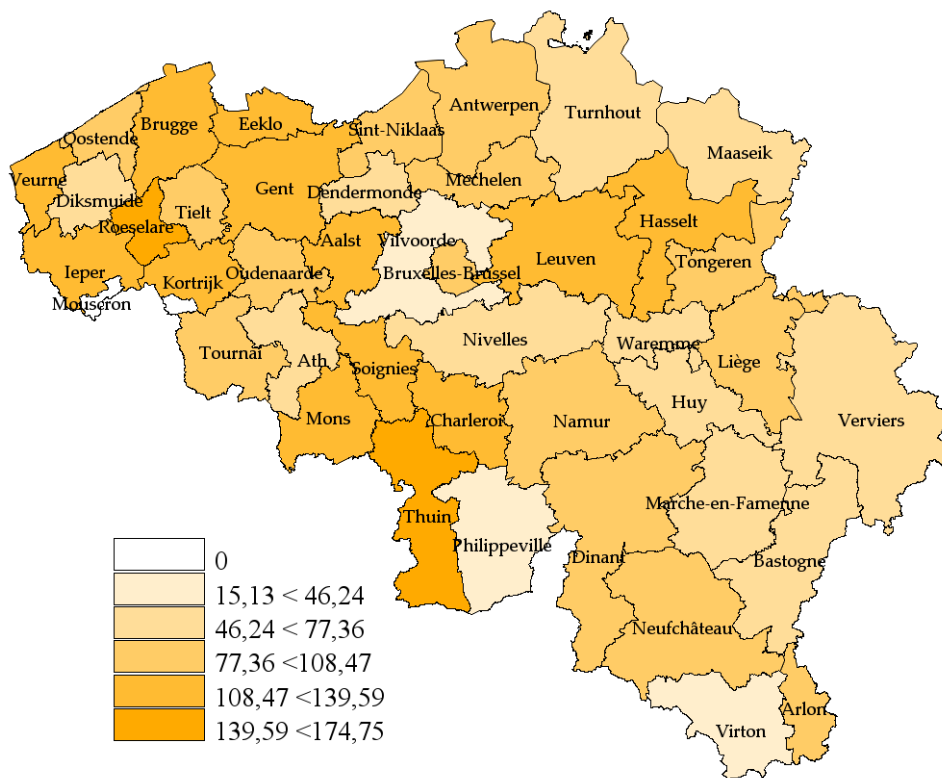 Antwerpen
Turnhout
Brugge
Eeklo
Sint-Niklaas
Oostende
Maaseik
Veurne
Mechelen
Gent
Dendermonde
Diksmuide
Tielt
Roeselare
Hasselt
Aalst
Vilvoorde
Leuven
Tongeren
Ieper
Kortrijk
Oudenaarde
Bruxelles-Brussel
Mouscron
Nivelles
Waremme
Tournai
Ath
Soignies
Liège
Huy
Mons
Charleroi
Namur
Verviers
Marche-en-Famenne
Thuin
Philippeville
Dinant
Bastogne
Neufchâteau
Arlon
Virton
0
15,13 < 46,24
46,24 < 77,36
77,36 <108,47
108,47 <139,59
139,59 <174,75